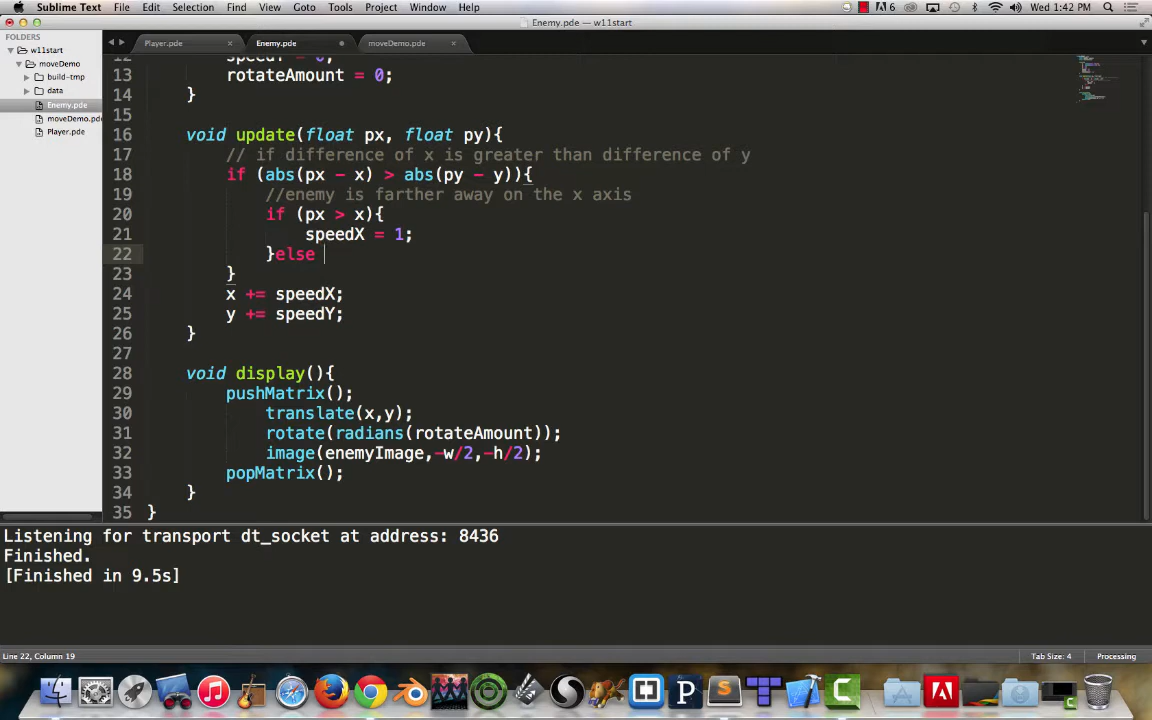 Sublime Text File Edit Selection Find View Goto Tools Project Window Help
6 Wed 1:42 PM
Enemy.pde — w11start
FOLDERS
w11start
moveDemo
build-tmp
data
Enemy.pde
moveDemo.pde
Player.pde
Player.pde × Enemy.pde moveDemo.pde ×
13 rotateAmount = 0;
14 }
15
16 void update(float px, float py){
17 // if difference of x is greater than difference of y
18 if (abs(px - x) > abs(py - y)){
19 //enemy is farther away on the x axis
20 if (px > x){
21 speedX = 1;
22 }else
23 }
24 x += speedX;
25 y += speedY;
26 }
27
28 void display(){
29 pushMatrix();
30 translate(x,y);
31 rotate(radians(rotateAmount));
32 image(enemyImage,-w/2,-h/2);
33 popMatrix();
34 }
35 }
Listening for transport dt_socket at address: 8436
Finished.
[Finished in 9.5s]
Line 22, Column 19 Tab Size: 4 Processing